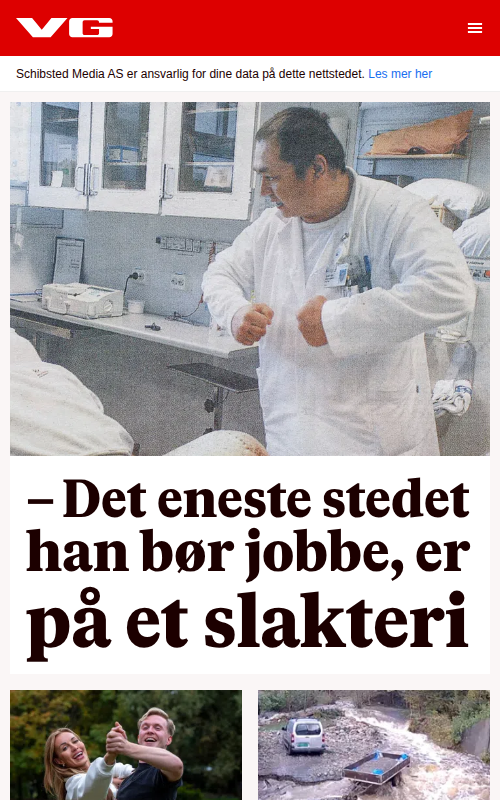 VG
Schibsted Media AS er ansvarlig for dine data på dette nettstedet. Les mer her
– Det eneste stedet
han bør jobbe, er
på et slakteri